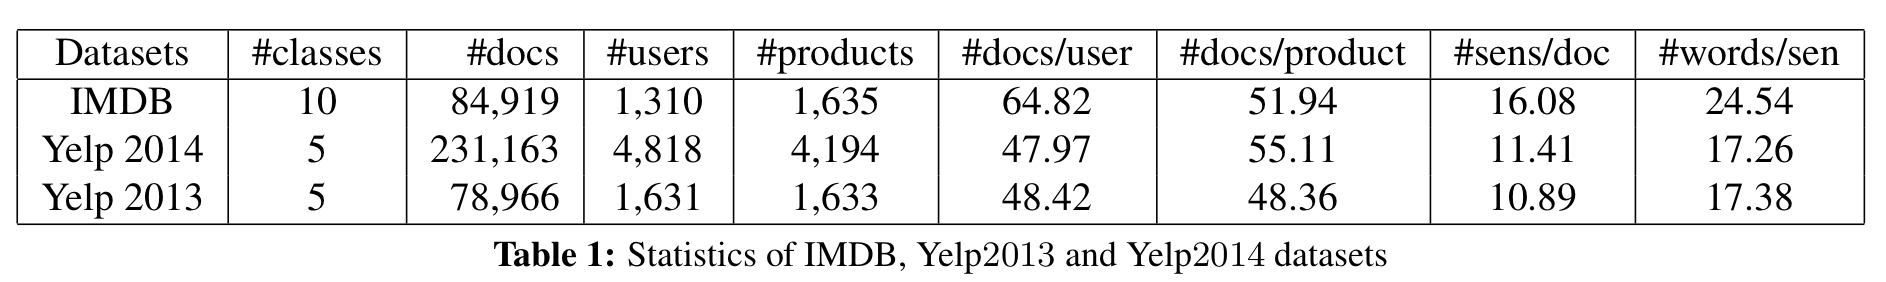 Datasets #classes #docs #users #products #docs/user #docs/product #sens/doc #words/sen
IMDB 10 84,919 1,310 1,635 64.82 51.94 16.08 24.54
Yelp 2014 5 231,163 4,818 4,194 47.97 55.11 11.41 17.26
Yelp 2013 5 78,966 1,631 1,633 48.42 48.36 10.89 17.38
Table 1: Statistics of IMDB, Yelp2013 and Yelp2014 datasets